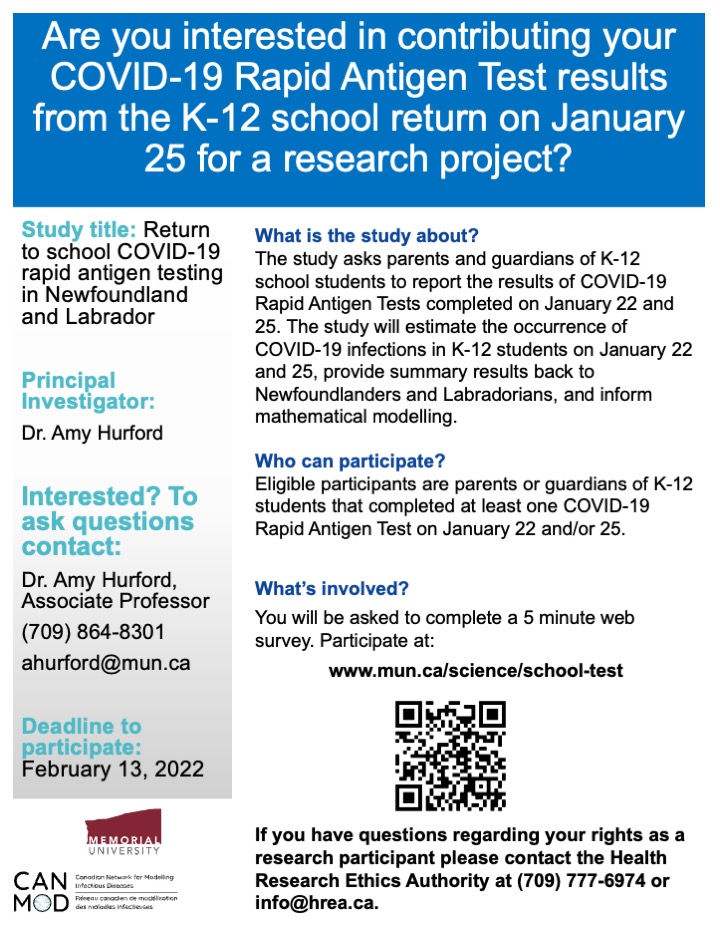 Are you interested in contributing your
COVID-19 Rapid Antigen Test results
from the K-12 school return on January
25 for a research project?
Study title: Return
to school COVID-19
rapid antigen testing
in Newfoundland
and Labrador
Principal
Investigator:
Dr. Amy Hurford
Interested? To
ask questions
contact:
Dr. Amy Hurford,
Associate Professor
(709) 864-8301
ahurford@mun.ca
Deadline to
participate:
February 13, 2022
MEMORIAL
UNIVERSITY
CAN
MOD
Canadian Network for Modelling
Infectious Diseases
Réseau canadien de modélisation
des maladies infectieuses
What is the study about?
The study asks parents and guardians of K-12
school students to report the results of COVID-19
Rapid Antigen Tests completed on January 22 and
25. The study will estimate the occurrence of
COVID-19 infections in K-12 students on January 22
and 25, provide summary results back to
Newfoundlanders and Labradorians, and inform
mathematical modelling.
Who can participate?
Eligible participants are parents or guardians of K-12
students that completed at least one COVID-19
Rapid Antigen Test on January 22 and/or 25.
What's involved?
You will be asked to complete a 5 minute web
survey. Participate at:
www.mun.ca/science/school-test
If you have questions regarding your rights as a
research participant please contact the Health
Research Ethics Authority at (709) 777-6974 or
info@hrea.ca.